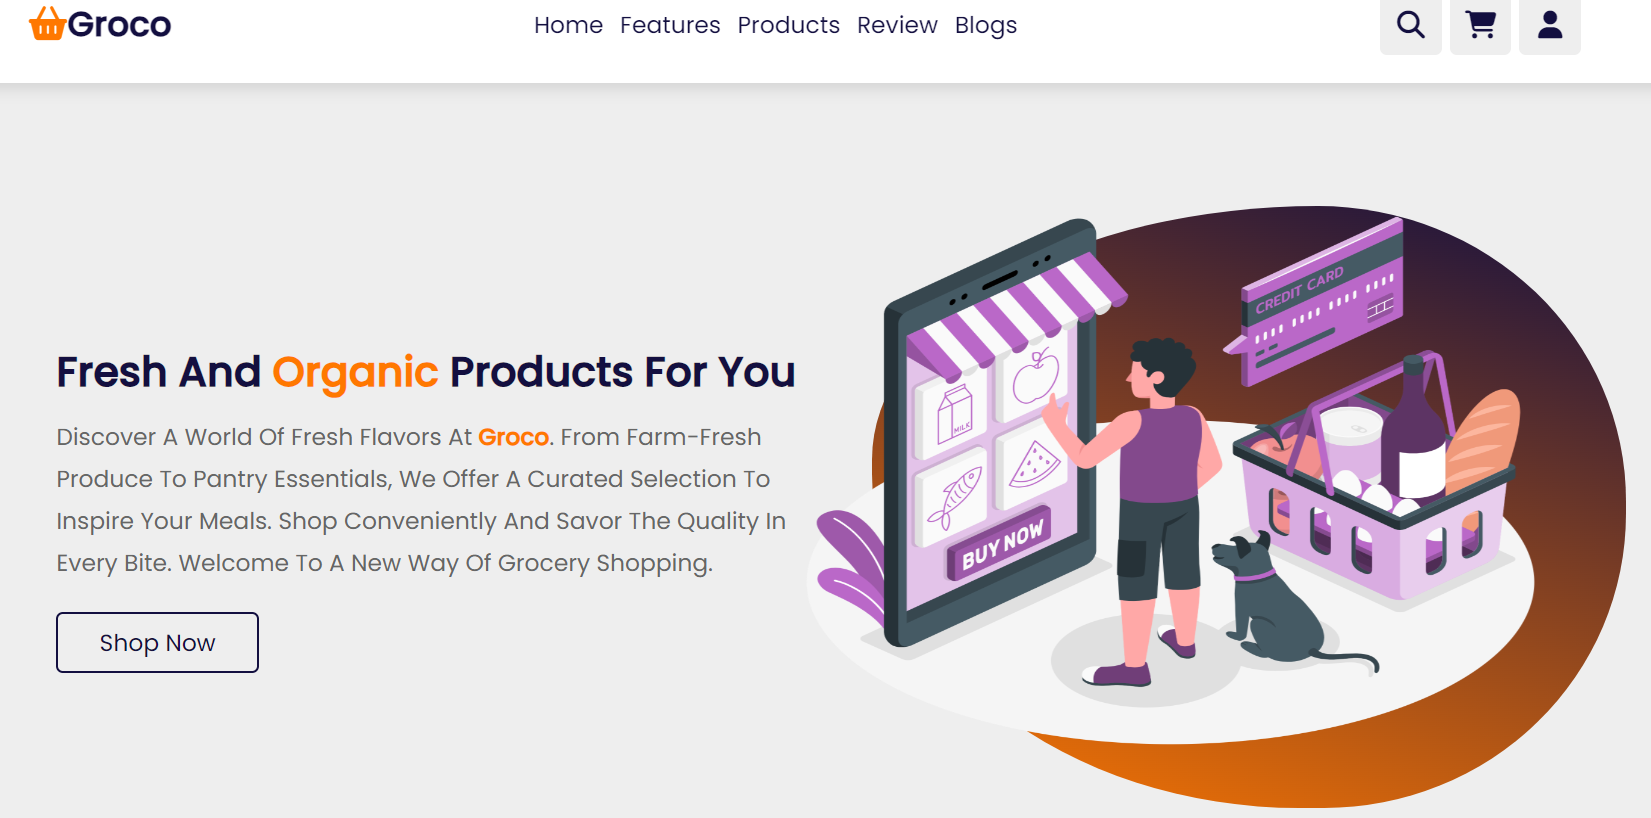 Groco
Home Features Products Review Blogs
Fresh And Organic Products For You
Discover A World Of Fresh Flavors At Groco. From Farm-Fresh
Produce To Pantry Essentials, We Offer A Curated Selection To
Inspire Your Meals. Shop Conveniently And Savor The Quality In
Every Bite. Welcome To A New Way Of Grocery Shopping.
Shop Now
MILK
BUY NOW
CREDIT CARD